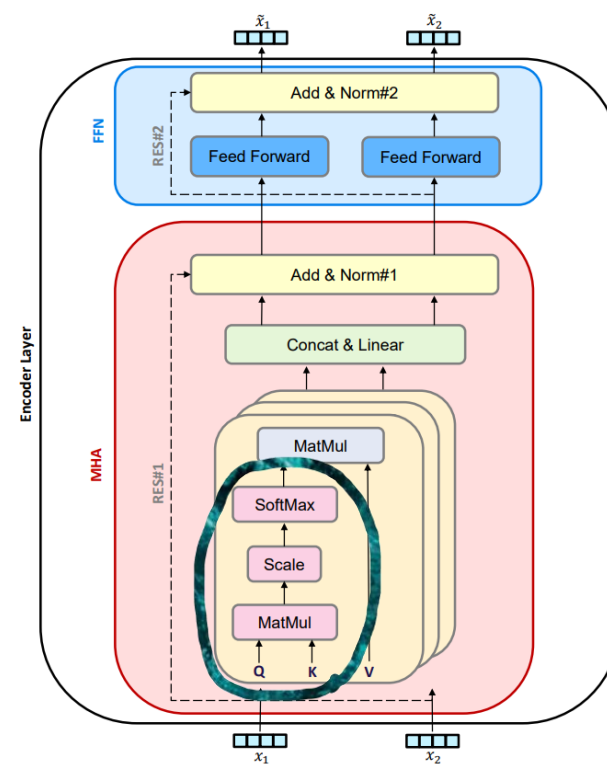 x̃₁ x̃₂
Add & Norm#2
RES#2
FFN
Feed Forward Feed Forward
Add & Norm#1
Concat & Linear
Encoder Layer
MHA
RES#1
MatMul
SoftMax
Scale
MatMul
Q K V
x₁ x₂